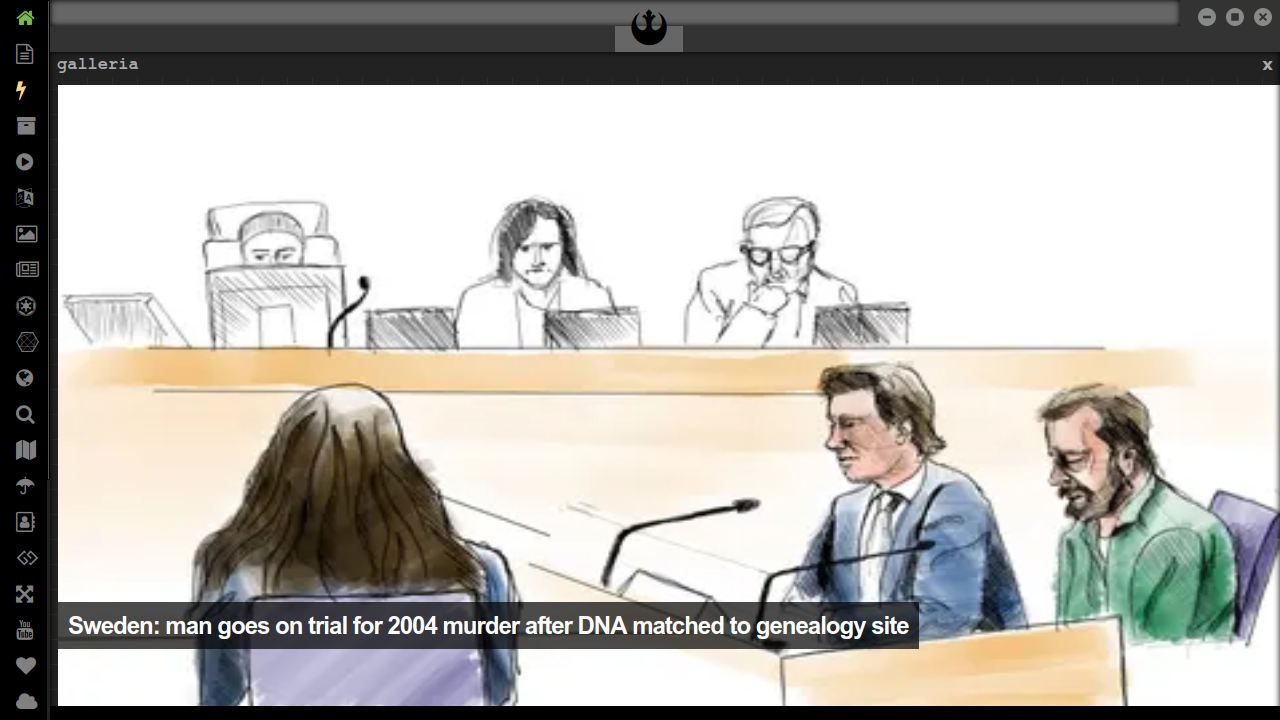 galleria
x
Sweden: man goes on trial for 2004 murder after DNA matched to genealogy site
You
Tube